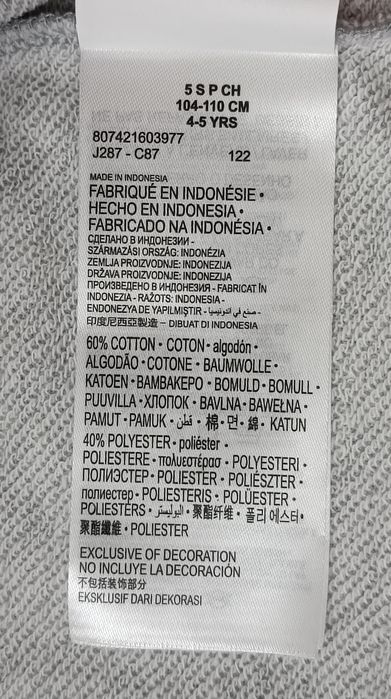 5 S P CH
104-110 CM
4-5 YRS
807421603977
J287 - C87 122
MADE IN INDONESIA
FABRIQUÉ EN INDONÉSIE •
HECHO EN INDONESIA •
FABRICADO NA INDONÉSIA •
СДЕЛАНО В ИНДОНЕЗИИ -
SZÁRMAZÁSI ORSZÁG: INDONÉZIA
ZEMLJA PROIZVODNJE: INDONEZIJA
DRŽAVA PROIZVODNJE: INDONEZIJA
ПРОИЗВЕДЕНО В ИНДОНЕЗИЯ - FABRICAT ÎN
INDONEZIA - RAŽOTS: INDONESIA -
ENDONEZYA DE YAPILMIŞTIR - صنع في اندونيسيا -
印度尼西亞製造 – DIBUAT DI INDONESIA
60% COTTON • COTON • algodón •
ALGODÃO • COTONE • BAUMWOLLE •
KATOEN • ΒΑΜΒΑΚΕΡΟ • BOMULD • BOMULL •
PUUVILLA • ХЛОПОК • BAVLNA • BAWEŁNA •
PAMUT • PAMUK • قطن • 棉 • 면 • 綿 • KATUN
40% POLYESTER • poliéster •
POLIESTERE • πολυεστέρασ • POLYESTERI •
ПОЛИЭСТЕР • POLIESTER • POLIÉSZTER •
полиестер • POLIESTERIS • POLÜESTER •
POLIESTĒRS • البوليستر • 聚酯纤维 • 폴리 에스터 •
聚酯纖維 • POLIESTER
EXCLUSIVE OF DECORATION
NO INCLUYE LA DECORACIÓN
不包括装饰部分
EKSKLUSIF DARI DEKORASI